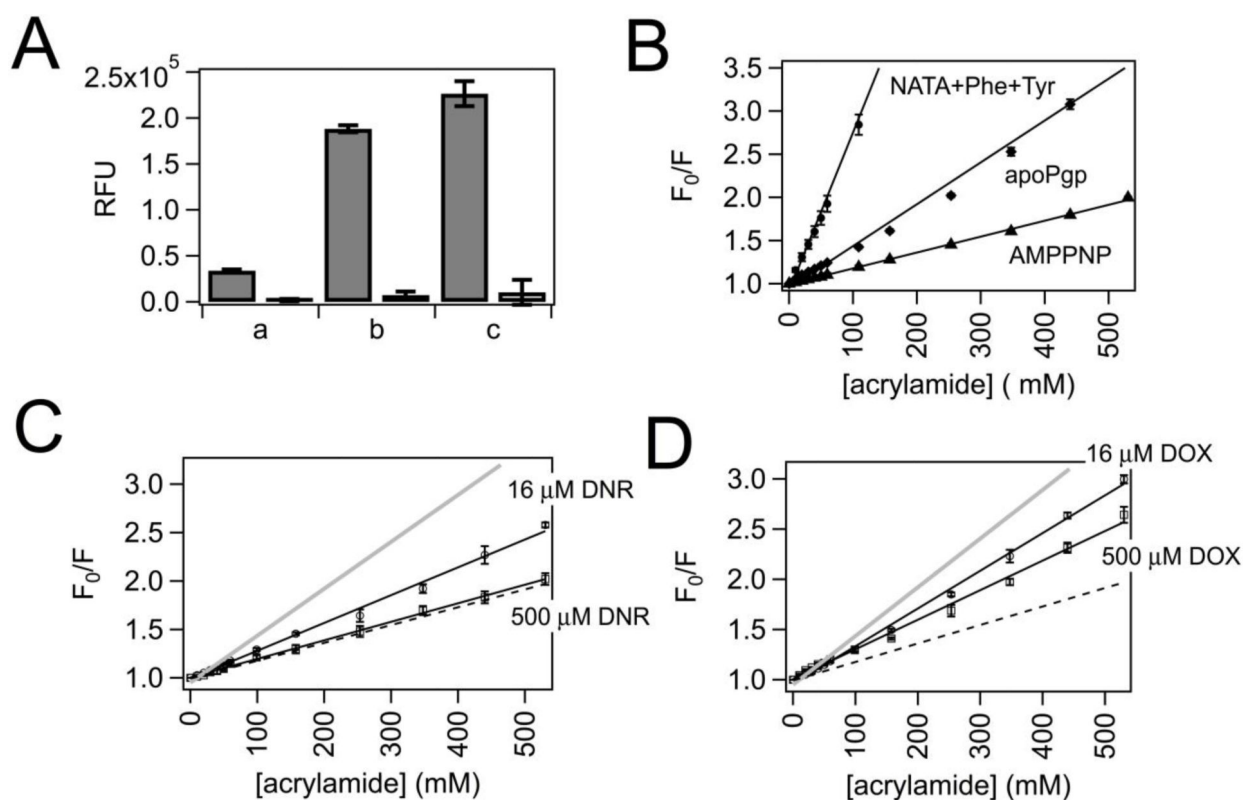 A
2.5x10^5
2.0
1.5
1.0
0.5
0.0
RFU
a
b
c
B
3.5
3.0
2.5
2.0
1.5
1.0
F0/F
NATA+Phe+Tyr
apoPgp
AMPPNP
0
100
200
300
400
500
[acrylamide] ( mM)
C
3.0
2.5
2.0
1.5
1.0
F0/F
16 μM DNR
500 μM DNR
0
100
200
300
400
500
[acrylamide] (mM)
D
3.0
2.5
2.0
1.5
1.0
F0/F
16 μM DOX
500 μM DOX
0
100
200
300
400
500
[acrylamide] (mM)